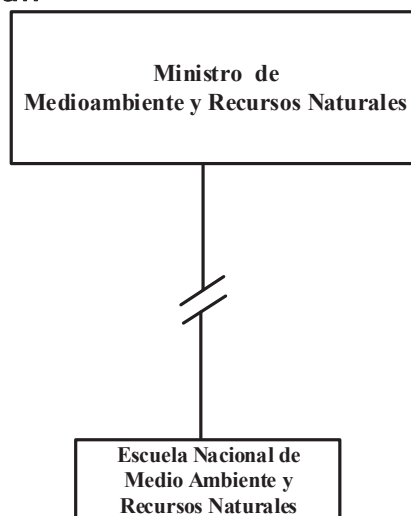 Ministro de
Medioambiente y Recursos Naturales
Escuela Nacional de
Medio Ambiente y
Recursos Naturales